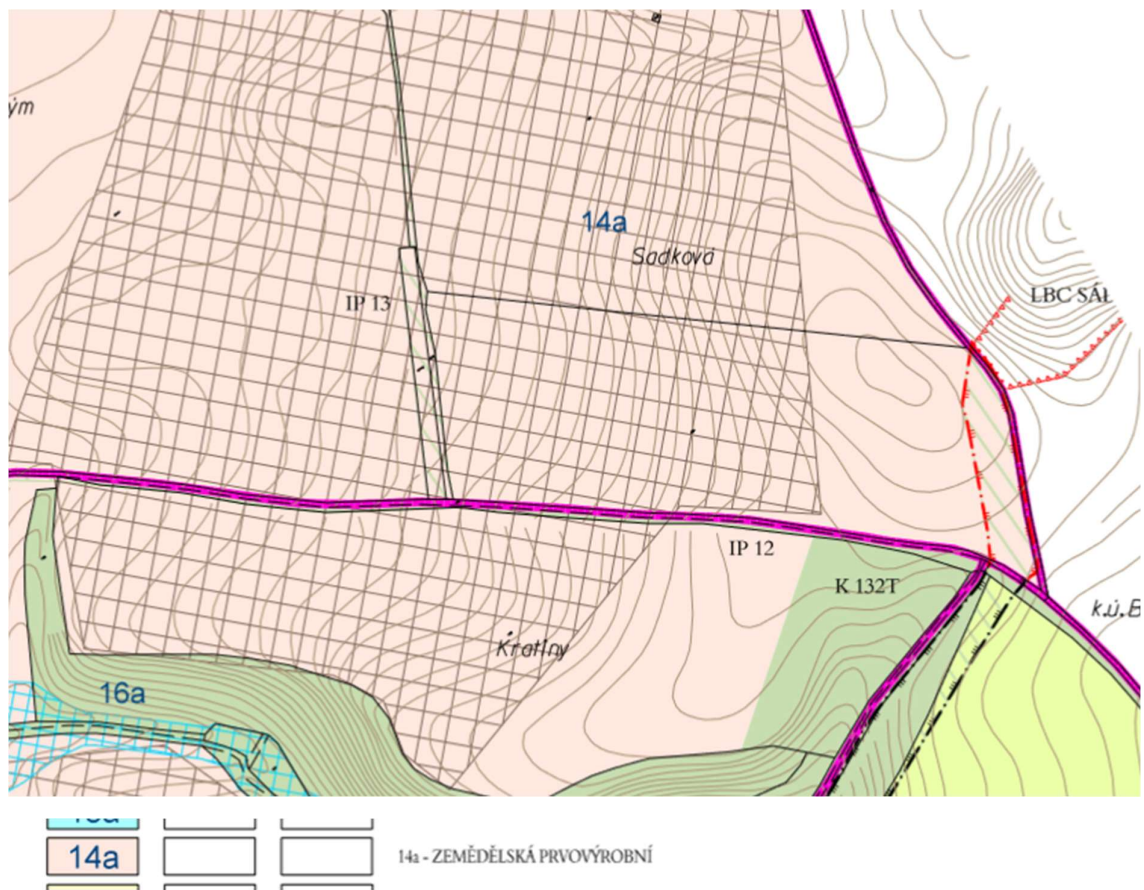 ým
14a
Sadková
IP 13
LBC SÁL
IP 12
K 132T
k.ú.B
Kratiny
16a
14a
14a - ZEMĚDĚLSKÁ PRVOVÝROBNÍ